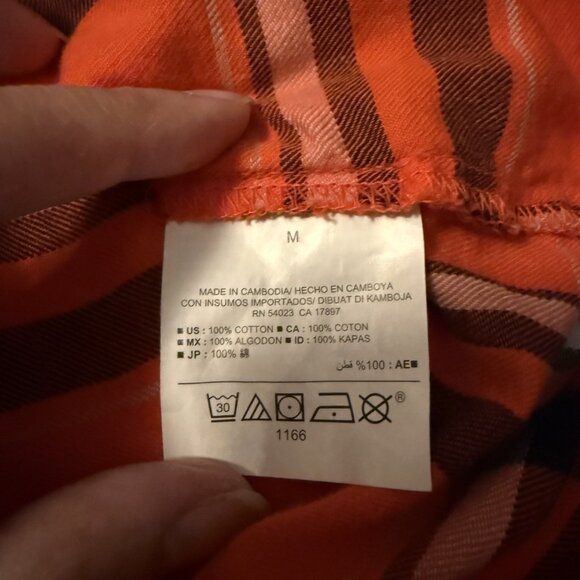 M
MADE IN CAMBODIA/ HECHO EN CAMBOYA
CON INSUMOS IMPORTADOS/ DIBUAT DI KAMBOJA
RN 54023 CA 17897
US : 100% COTTON CA : 100% COTON
MX : 100% ALGODON ID : 100% KAPAS
JP : 100% 綿
AE : 100% قطن
30 ®
1166